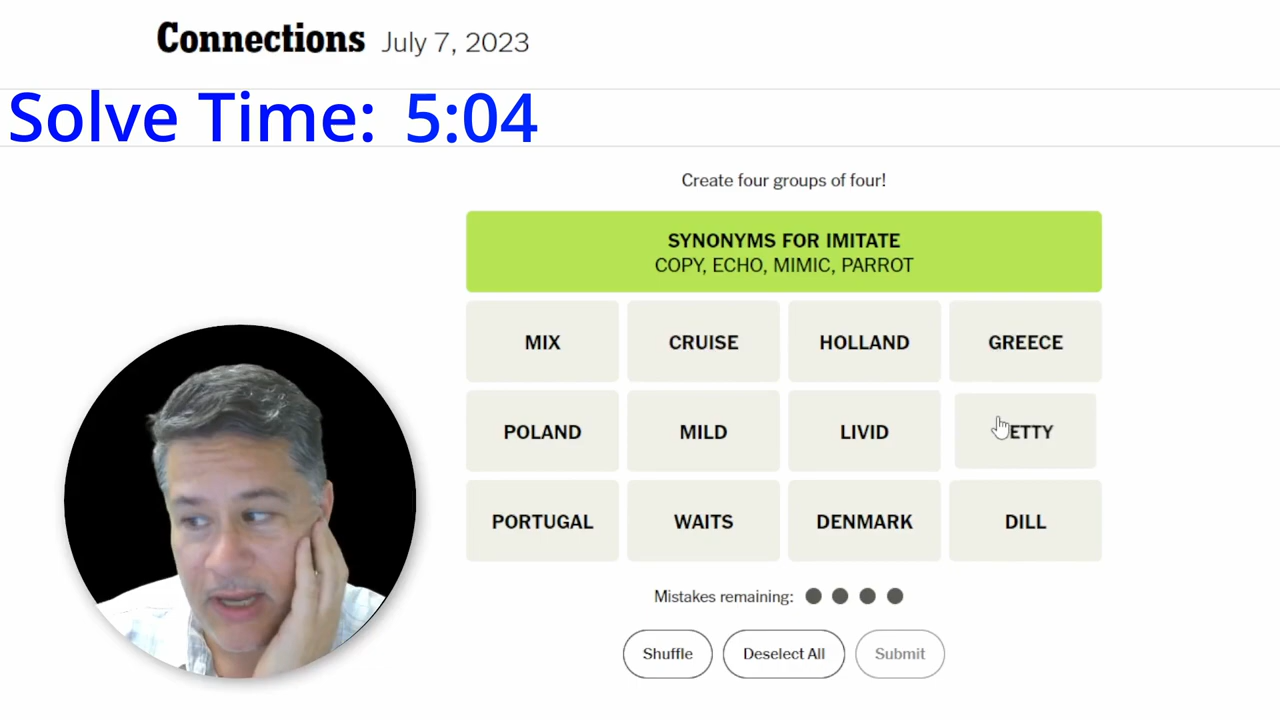 Connections July 7, 2023
Solve Time: 5:04
Create four groups of four!
SYNONYMS FOR IMITATE
COPY, ECHO, MIMIC, PARROT
MIX CRUISE HOLLAND GREECE
POLAND MILD LIVID ETTY
PORTUGAL WAITS DENMARK DILL
Mistakes remaining:
Shuffle Deselect All Submit